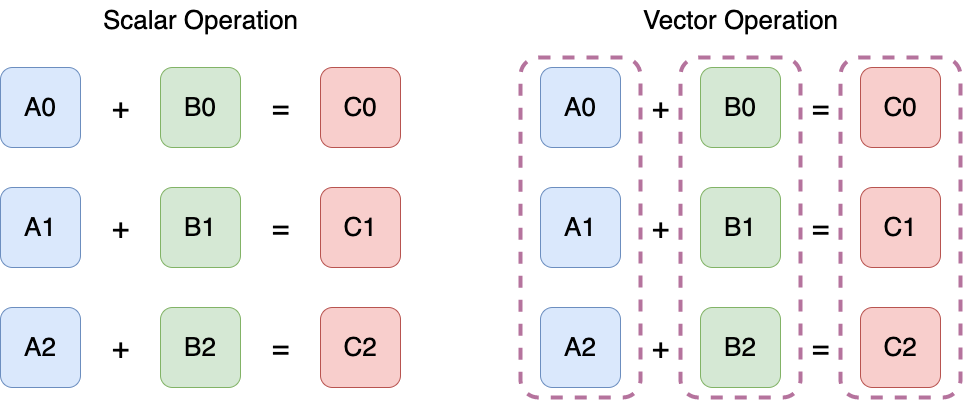 Scalar Operation
A0 + B0 = C0
A1 + B1 = C1
A2 + B2 = C2
Vector Operation
A0 + B0 = C0
A1 + B1 = C1
A2 + B2 = C2